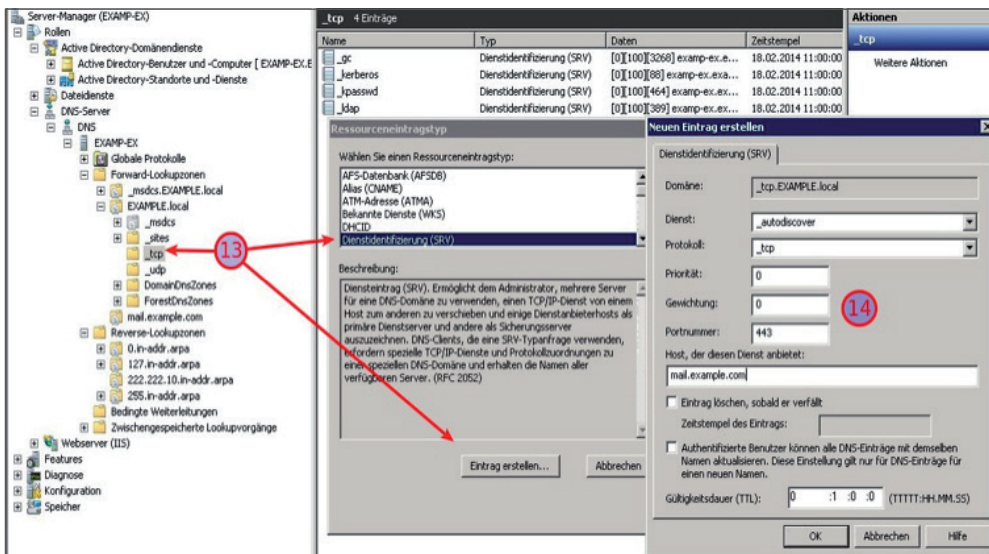 Server-Manager (EXAMP-EX)
Rollen
Active Directory-Domänendienste
Active Directory-Benutzer und -Computer [ EXAMP-EX.E
Active Directory-Standorte und -Dienste
Dateidienste
DNS-Server
DNS
EXAMP-EX
Globale Protokolle
Forward-Lookupzonen
_msdcs.EXAMPLE.local
EXAMPLE.local
_msdcs
_sites
_tcp
_udp
DomainDnsZones
ForestDnsZones
mail.example.com
Reverse-Lookupzonen
0.in-addr.arpa
127.in-addr.arpa
222.222.10.in-addr.arpa
255.in-addr.arpa
Bedingte Weiterleitungen
Zwischengespeicherte Lookupvorgänge
Webserver (IIS)
Features
Diagnose
Konfiguration
Speicher
_tcp 4 Einträge
Name Typ Daten Zeitstempel
_gc Dienstidentifizierung (SRV) [0][100][3268] examp-ex.e... 18.02.2014 11:00:00
_kerberos Dienstidentifizierung (SRV) [0][100][88] examp-ex.exa... 18.02.2014 11:00:00
_kpasswd Dienstidentifizierung (SRV) [0][100][464] examp-ex.ex... 18.02.2014 11:00:00
_ldap Dienstidentifizierung (SRV) [0][100][389] examp-ex.ex... 18.02.2014 11:00:00
Aktionen
_tcp
Weitere Aktionen
Ressourceneintragstyp
Wählen Sie einen Ressourceneintragstyp:
AFS-Datenbank (AFSDB)
Alias (CNAME)
ATM-Adresse (ATMA)
Bekannte Dienste (WKS)
DHCID
Dienstidentifizierung (SRV)
Beschreibung:
Diensteintrag (SRV). Ermöglicht dem Administrator, mehrere Server
für eine DNS-Domäne zu verwenden, einen TCP/IP-Dienst von einem
Host zum anderen zu verschieben und einige Dienstanbieterhosts als
primäre Dienstserver und andere als Sicherungsserver
auszuzeichnen. DNS-Clients, die eine SRV-Typanfrage verwenden,
erfordern spezielle TCP/IP-Dienste und Protokollzuordnungen zu
einer speziellen DNS-Domäne und erhalten die Namen aller
verfügbaren Server. (RFC 2052)
Eintrag erstellen...
Abbrechen
13
Neuen Eintrag erstellen
Dienstidentifizierung (SRV)
Domäne: _tcp.EXAMPLE.local
Dienst: _autodiscover
Protokoll: _tcp
Priorität: 0
Gewichtung: 0
Portnummer: 443
14
Host, der diesen Dienst anbietet:
mail.example.com
Eintrag löschen, sobald er verfällt
Zeitstempel des Eintrags:
Authentifizierte Benutzer können alle DNS-Einträge mit demselben
Namen aktualisieren. Diese Einstellung gilt nur für DNS-Einträge für
einen neuen Namen.
Gültigkeitsdauer (TTL): 0 :1 :0 :0 (TTTTT:HH.MM.SS)
OK Abbrechen Hilfe